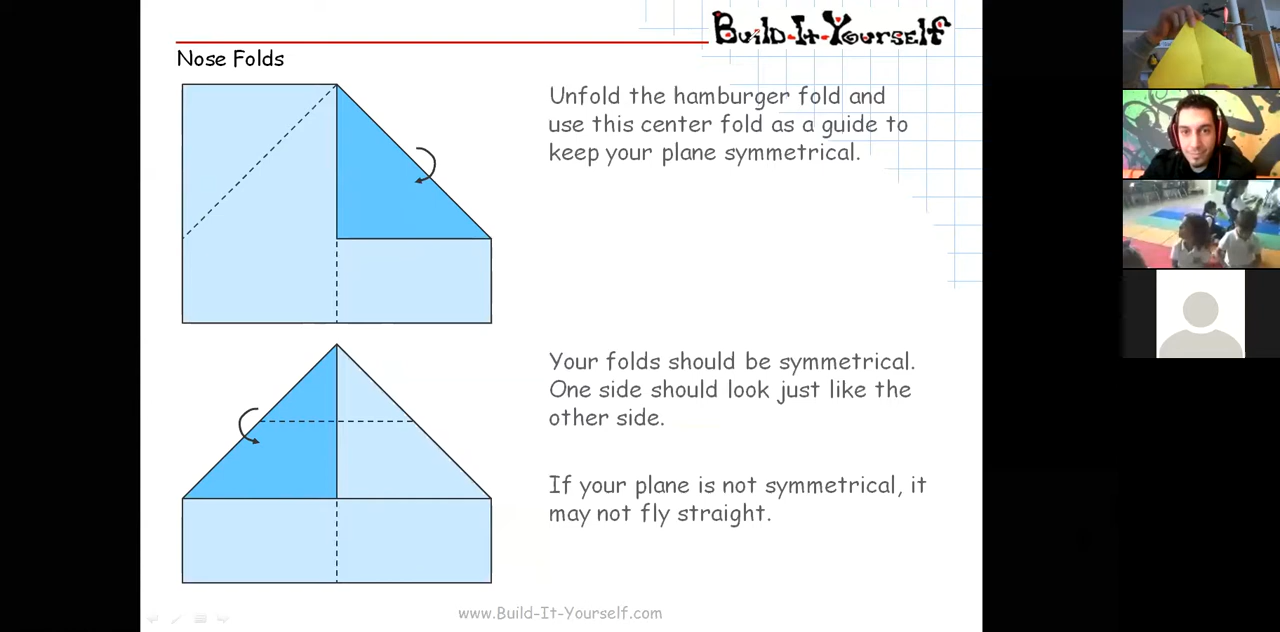 Build-It-Yourself
Nose Folds
Unfold the hamburger fold and
use this center fold as a guide to
keep your plane symmetrical.
Your folds should be symmetrical.
One side should look just like the
other side.
If your plane is not symmetrical, it
may not fly straight.
www.Build-It-Yourself.com